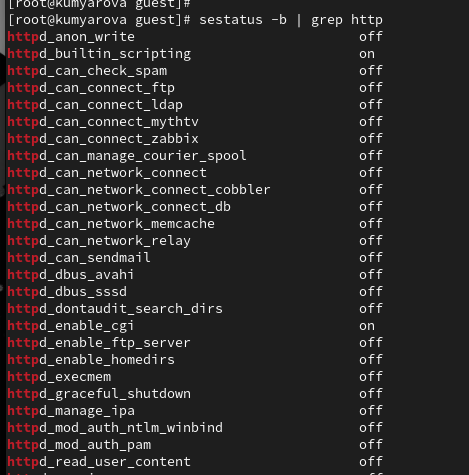 [root@kumyarova guest]#
[root@kumyarova guest]# sestatus -b | grep http
httpd_anon_write off
httpd_builtin_scripting on
httpd_can_check_spam off
httpd_can_connect_ftp off
httpd_can_connect_ldap off
httpd_can_connect_mythtv off
httpd_can_connect_zabbix off
httpd_can_manage_courier_spool off
httpd_can_network_connect off
httpd_can_network_connect_cobbler off
httpd_can_network_connect_db off
httpd_can_network_memcache off
httpd_can_network_relay off
httpd_can_sendmail off
httpd_dbus_avahi off
httpd_dbus_sssd off
httpd_dontaudit_search_dirs off
httpd_enable_cgi on
httpd_enable_ftp_server off
httpd_enable_homedirs off
httpd_execmem off
httpd_graceful_shutdown off
httpd_manage_ipa off
httpd_mod_auth_ntlm_winbind off
httpd_mod_auth_pam off
httpd_read_user_content off